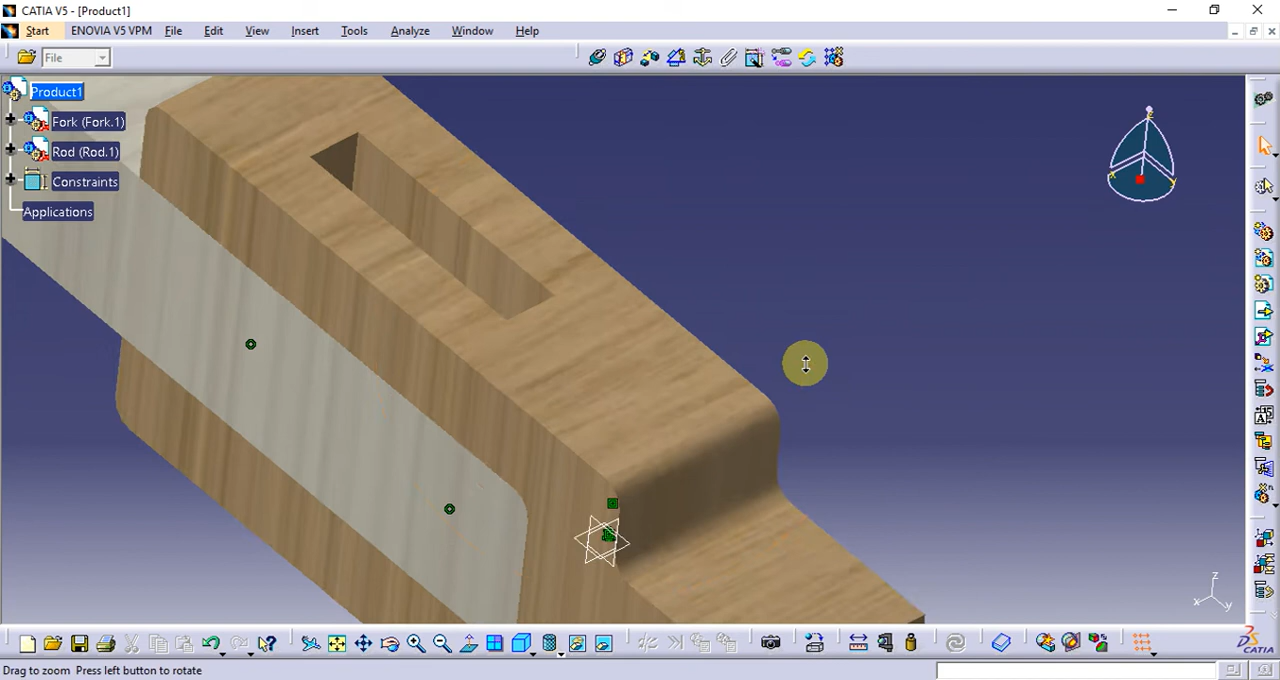 CATIA V5 - [Product1]
Start ENOVIA V5 VPM File Edit View Insert Tools Analyze Window Help
File
Product1
Fork (Fork.1)
Rod (Rod.1)
Constraints
Applications
z
x
y
z
x
y
CATIA
Drag to zoom Press left button to rotate